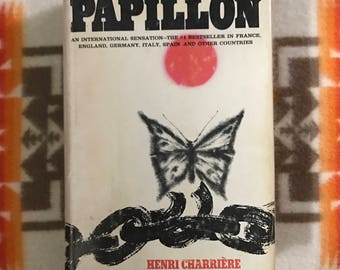 PAPILLON
AN INTERNATIONAL SENSATION—THE #1 BESTSELLER IN FRANCE,
ENGLAND, GERMANY, ITALY, SPAIN AND OTHER COUNTRIES
HENRI CHARRIÈRE